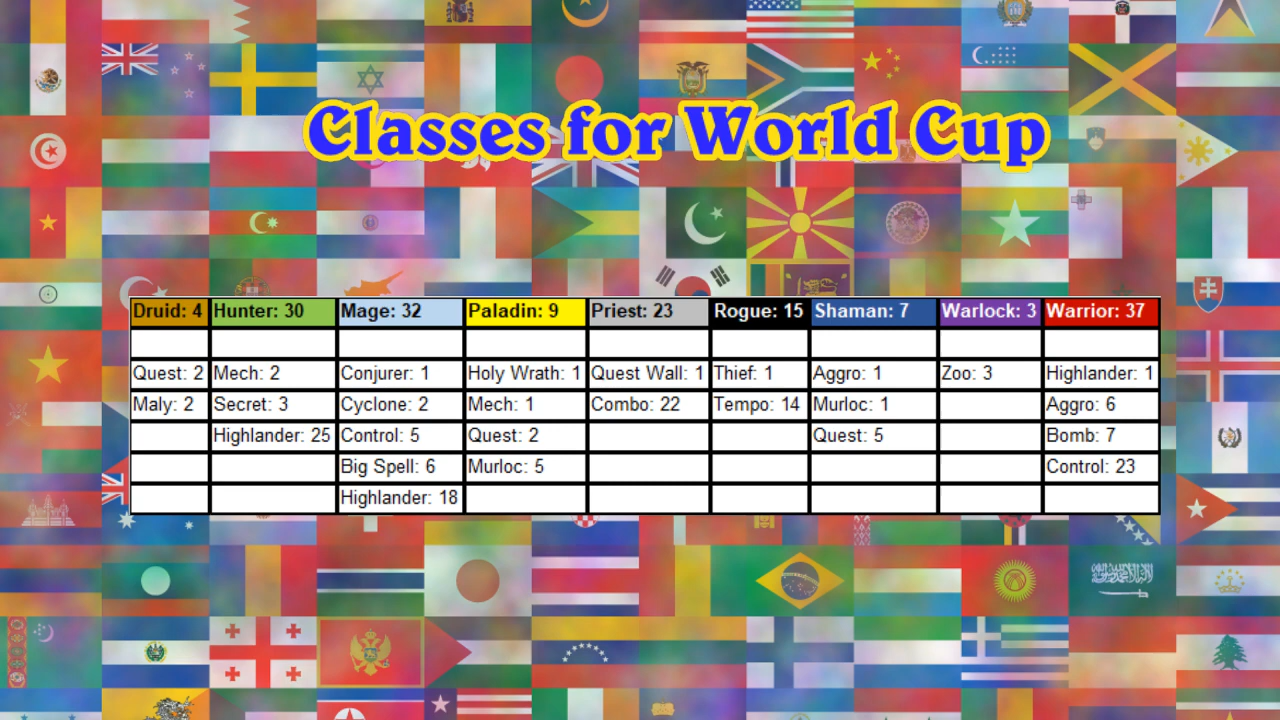 Classes for World Cup
Druid: 4 Hunter: 30 Mage: 32 Paladin: 9 Priest: 23 Rogue: 15 Shaman: 7 Warlock: 3 Warrior: 37
Quest: 2 Mech: 2 Conjurer: 1 Holy Wrath: 1 Quest Wall: 1 Thief: 1 Aggro: 1 Zoo: 3 Highlander: 1
Maly: 2 Secret: 3 Cyclone: 2 Mech: 1 Combo: 22 Tempo: 14 Murloc: 1 Aggro: 6
Highlander: 25 Control: 5 Quest: 2 Quest: 5 Bomb: 7
Big Spell: 6 Murloc: 5 Control: 23
Highlander: 18